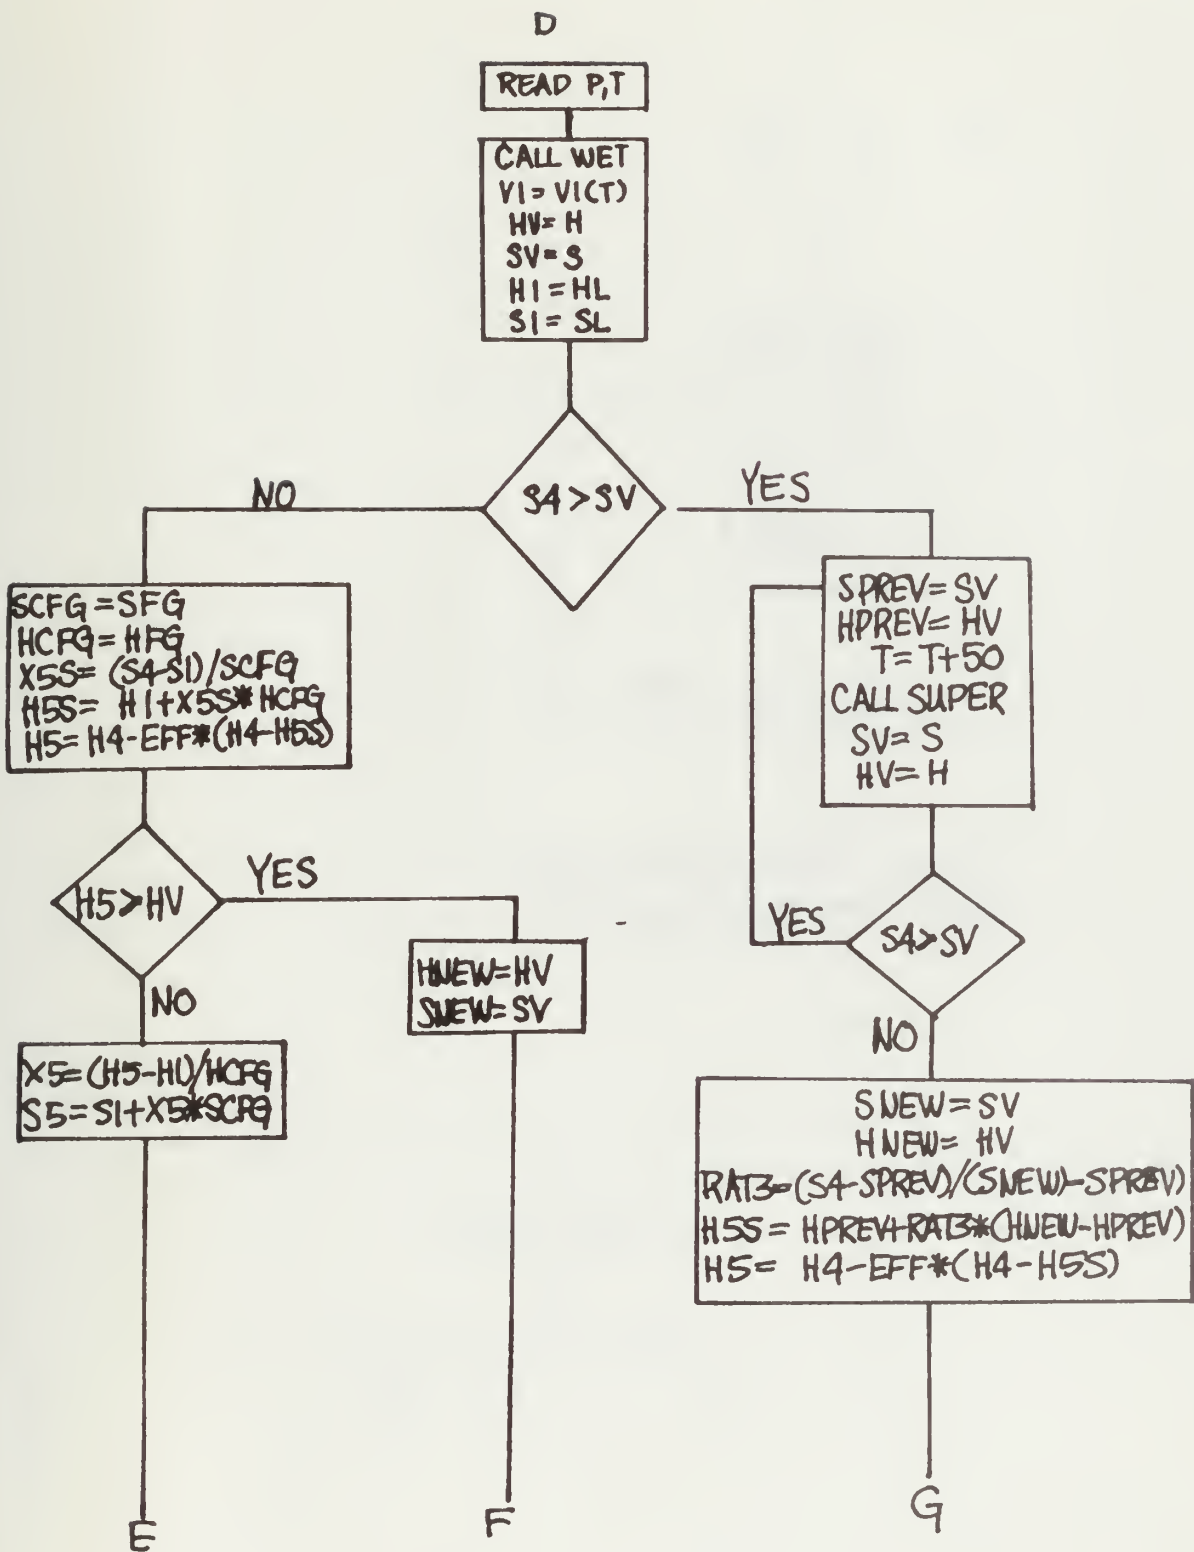 D
READ P,T
CALL WET
V1 = V1(T)
HV= H
SV= S
H1 = HL
S1 = SL
S4 > SV
NO
YES
SCFG = SFG
HCFG = HFG
X5S= (S4-S1)/SCFG
H5S= H1+X5S* HCFG
H5= H4-EFF*(H4-H5S)
SPREV= SV
HPREV= HV
T= T+50
CALL SUPER
SV= S
HV= H
H5>HV
YES
NO
HNEW=HV
SNEW=SV
YES
S4>SV
NO
X5=(H5-H1)/HCFG
S5=S1+X5*SCFG
SNEW=SV
HNEW= HV
RAT3=(S4-SPREV)/(SNEW)-SPREV)
H5S= HPREV+RAT3*(HNEW-HPREV)
H5= H4-EFF*(H4-H5S)
E
F
G